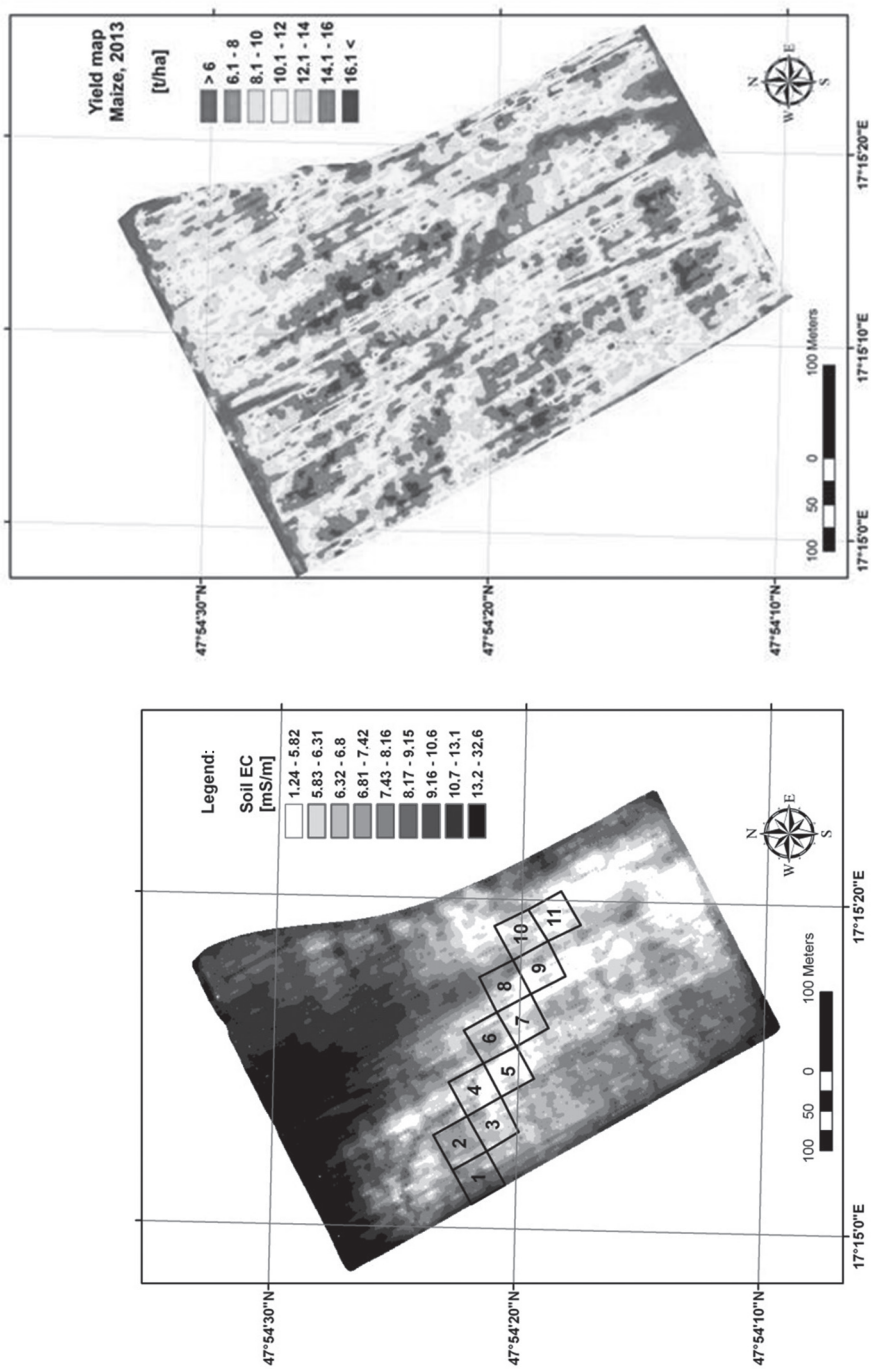 Yield map
Maize, 2013
[t/ha]
> 6
6.1 - 8
8.1 - 10
10.1 - 12
12.1 - 14
14.1 - 16
16.1 <
N
W
E
S
47°54'30"N
47°54'20"N
47°54'10"N
100
50
0
100 Meters
17°15'0"E
17°15'10"E
17°15'20"E
Legend:
Soil EC
[mS/m]
1.24 - 5.82
5.83 - 6.31
6.32 - 6.8
6.81 - 7.42
7.43 - 8.16
8.17 - 9.15
9.16 - 10.6
10.7 - 13.1
13.2 - 32.6
1
2
3
4
5
6
7
8
9
10
11
N
W
E
S
47°54'30"N
47°54'20"N
47°54'10"N
100
50
0
100 Meters
17°15'0"E
17°15'20"E